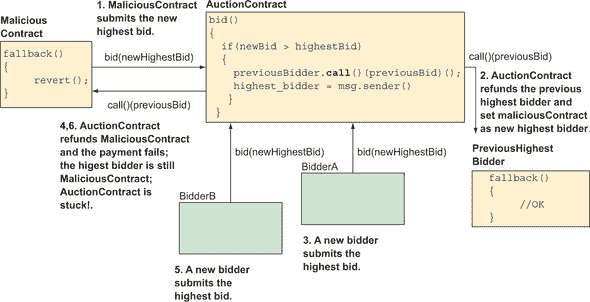 1. MaliciousContract
submits the new
highest bid.
AuctionContract
Malicious
Contract
fallback()
{
revert();
}
bid(newHighestBid)
call()(previousBid)
bid()
{
if(newBid > highestBid)
{
previousBidder.call()(previousBid)();
highest_bidder = msg.sender()
}
}
call()(previousBid)
2. AuctionContract
refunds the previous
highest bidder and
set maliciousContract
as new highest bidder.
4,6. AuctionContract
refunds MaliciousContract
and the payment fails;
the higest bidder is still
MaliciousContract;
AuctionContract is
stuck!.
bid(newHighestBid)
bid(newHighestBid)
PreviousHighest
Bidder
fallback()
{
//OK
}
BidderA
BidderB
3. A new bidder
submits the
highest bid.
5. A new bidder
submits the
highest bid.